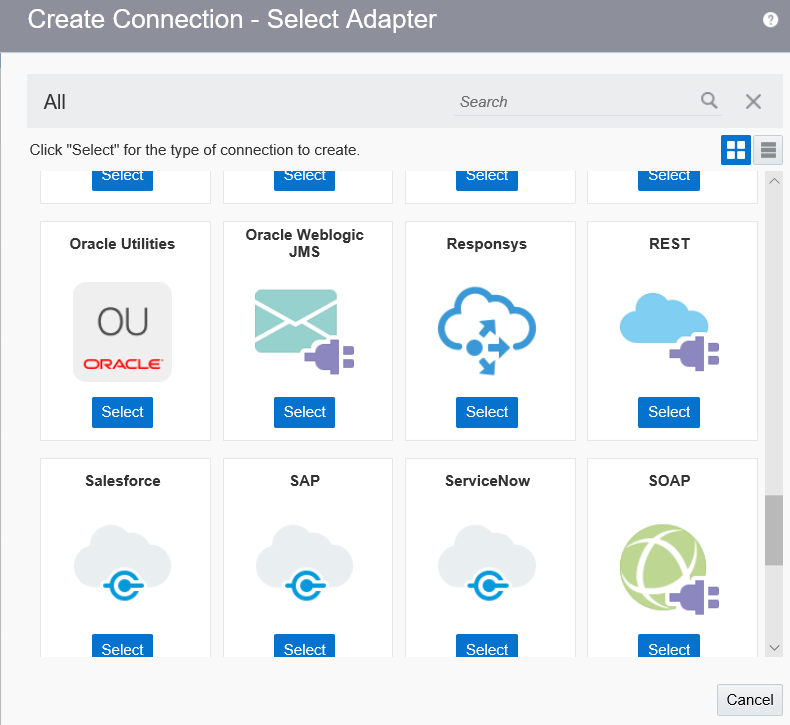 Create Connection - Select Adapter
?
All
Search
Click "Select" for the type of connection to create.
Select Select Select Select
Oracle Utilities
Oracle Weblogic
JMS
Responsys
REST
OU
ORACLE
Select Select Select Select
Salesforce SAP ServiceNow SOAP
Select Select Select Select
Cancel